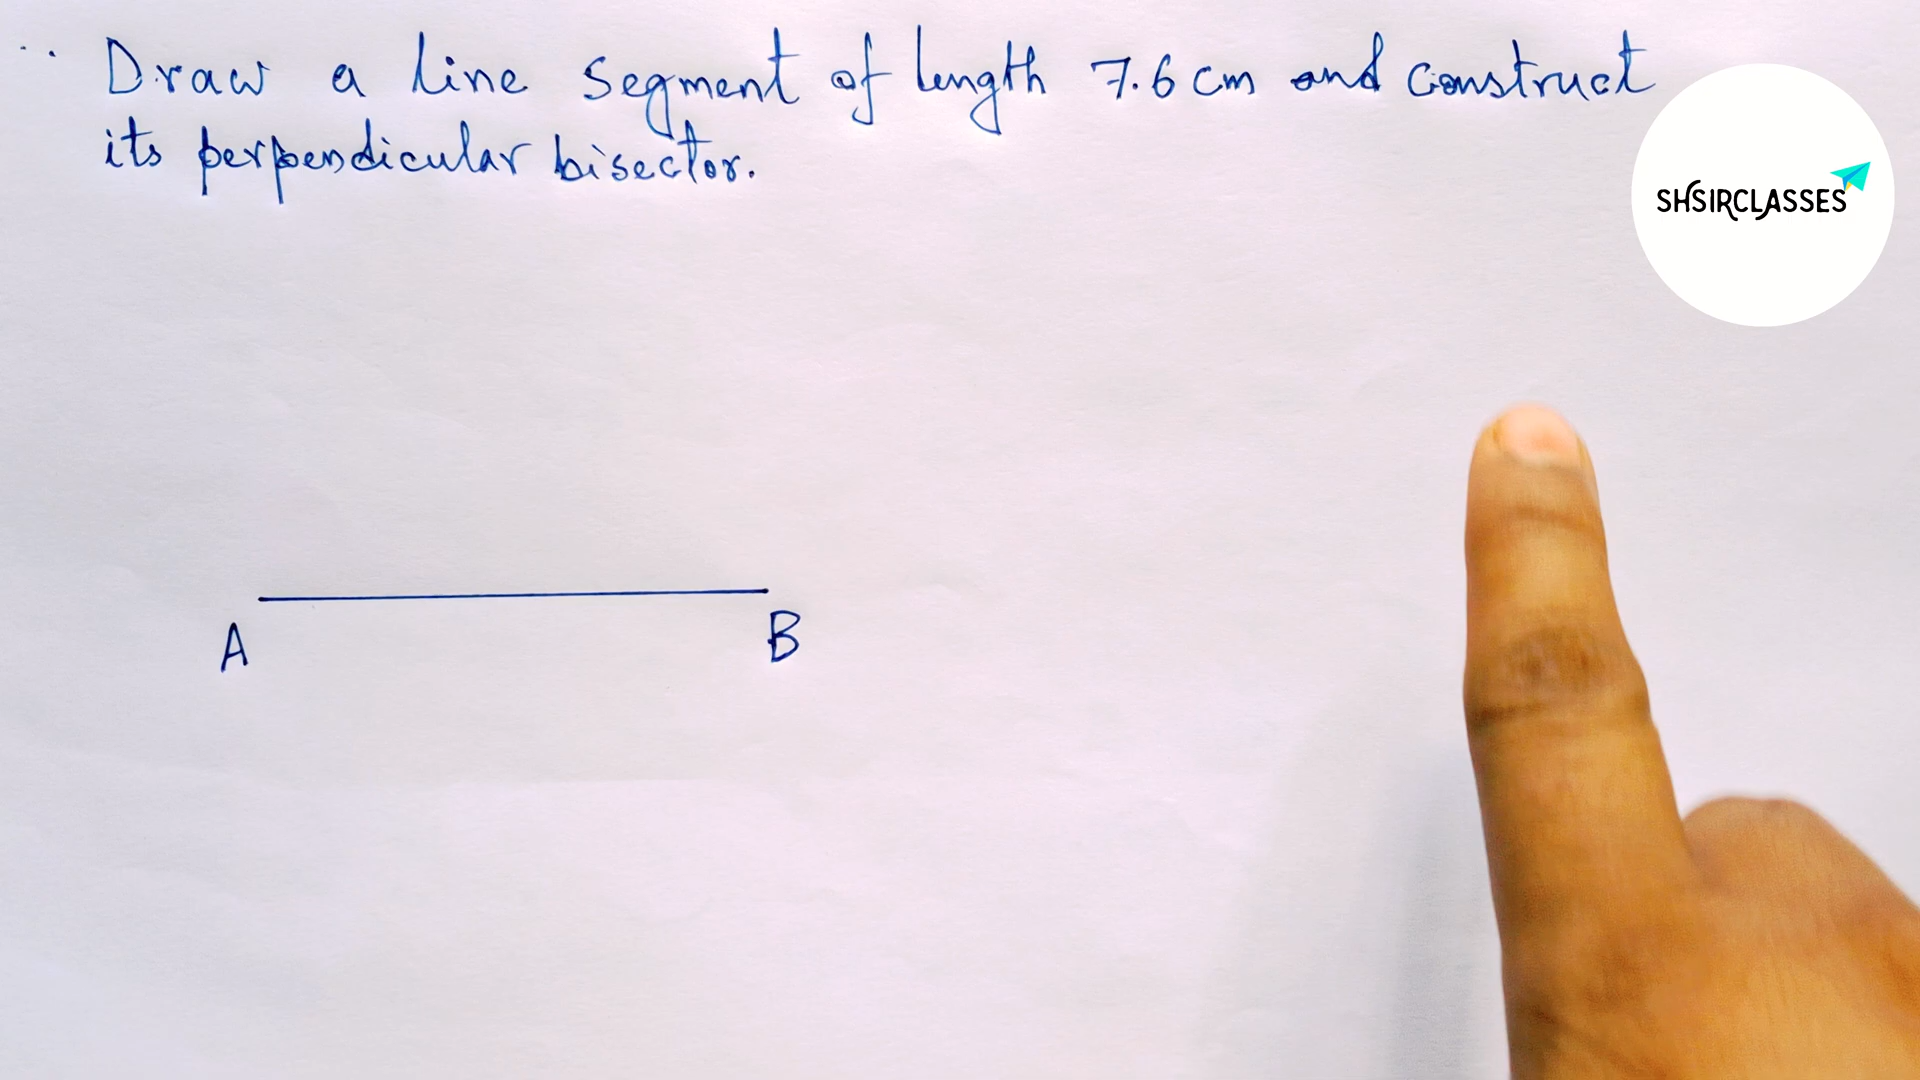 Draw a line segment of length 7.6 cm and construct
its perpendicular bisector.
SHSIRCLASSES
A
B